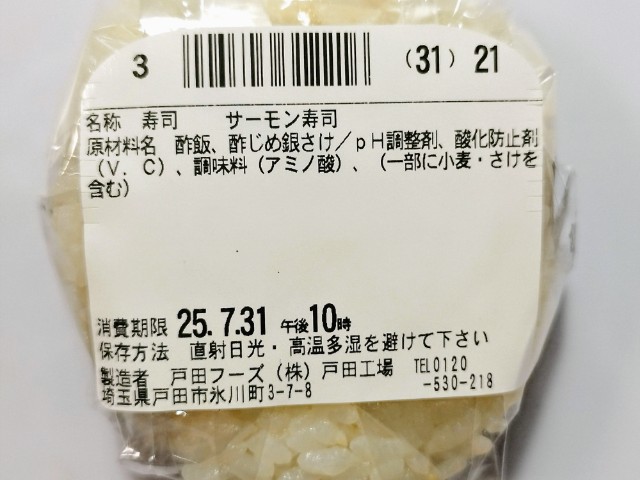 3 (31) 21
名称 寿司 サーモン寿司
原材料名 酢飯、酢じめ銀さけ/pH調整剤、酸化防止剤
(V.C)、調味料(アミノ酸)、(一部に小麦・さけを
含む)
消費期限 25.7.31 午後10時
保存方法 直射日光・高温多湿を避けて下さい
製造者 戸田フーズ(株)戸田工場 TEL0120
埼玉県戸田市氷川町3-7-8 -530-218